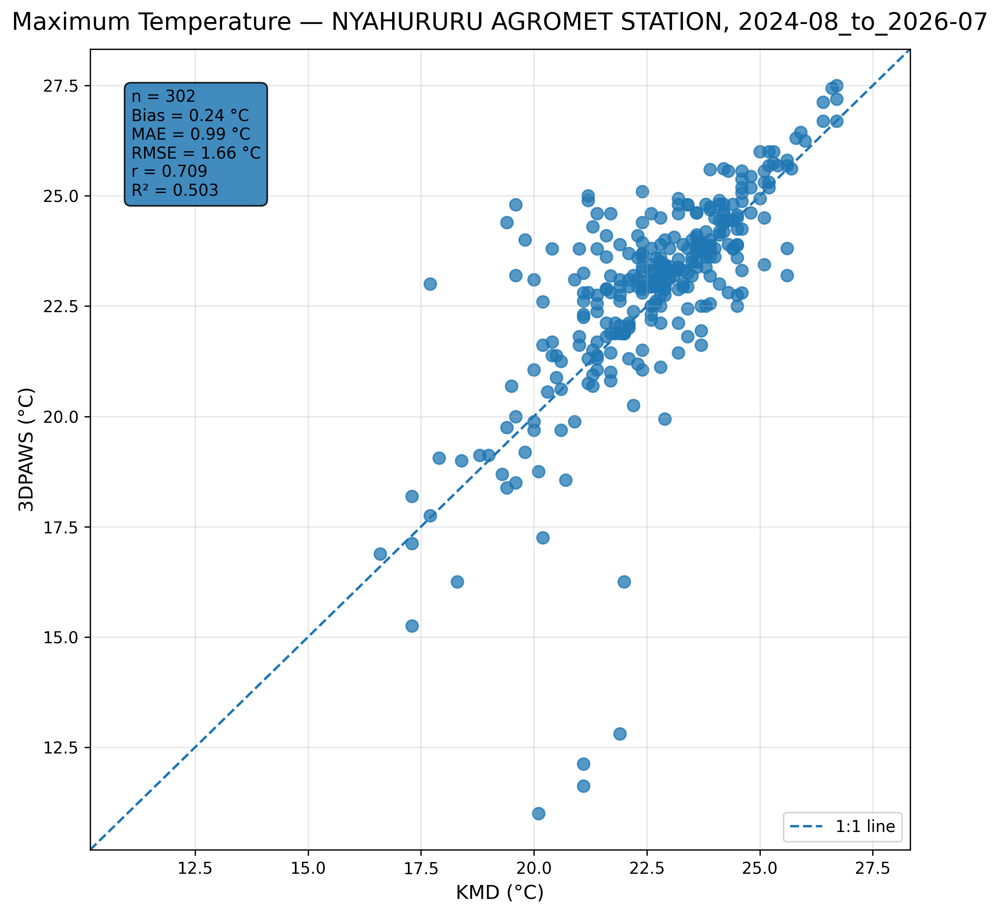 Maximum Temperature — NYAHURURU AGROMET STATION, 2024-08_to_2026-07
27.5
25.0
22.5
20.0
17.5
15.0
12.5
3DPAWS (°C)
n = 302
Bias = 0.24 °C
MAE = 0.99 °C
RMSE = 1.66 °C
r = 0.709
R² = 0.503
1:1 line
12.5 15.0 17.5 20.0 22.5 25.0 27.5
KMD (°C)